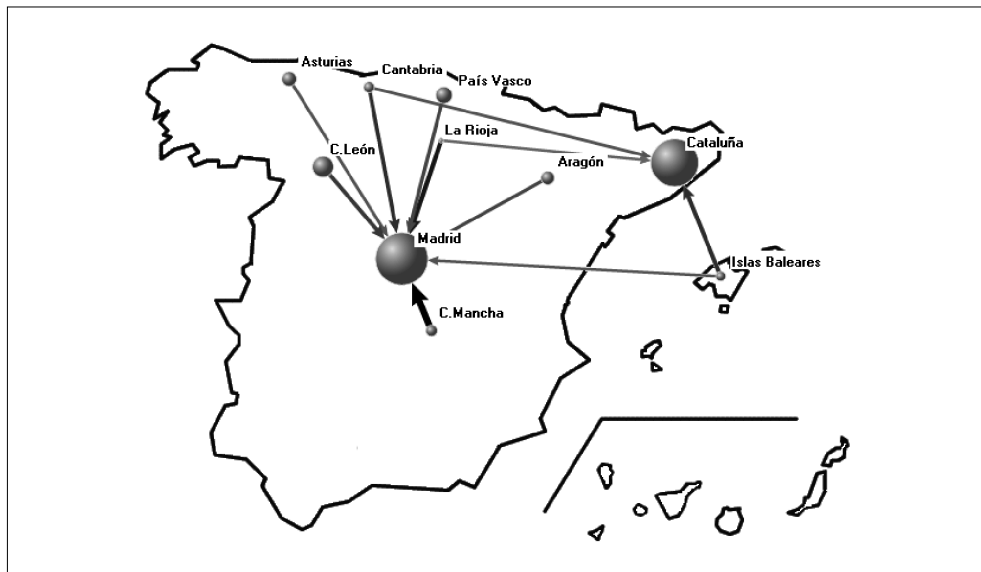 Asturias
Cantabria
País Vasco
La Rioja
Cataluña
C.León
Aragón
Madrid
Islas Baleares
C.Mancha